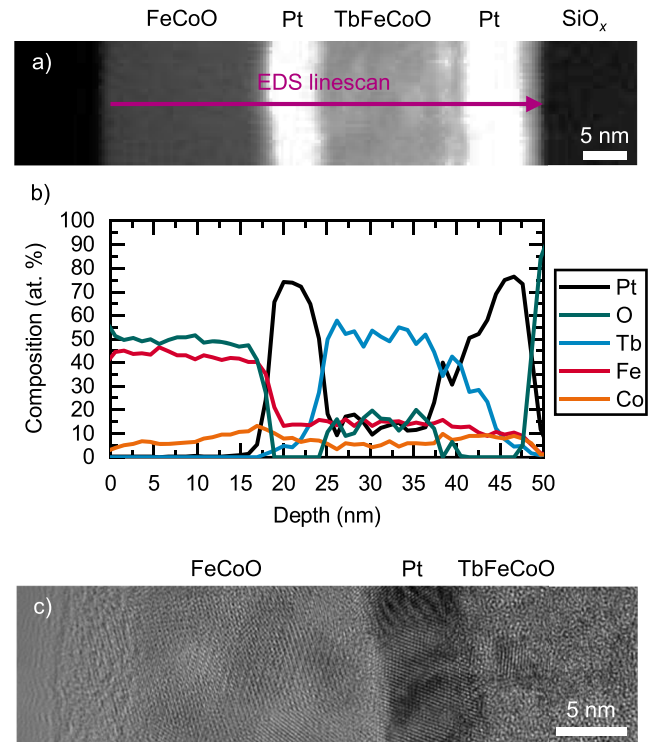 FeCoO Pt TbFeCoO Pt SiOₓ
a)
EDS linescan
5 nm
b)
100
90
80
70
60
50
40
30
20
10
0
Composition (at. %)
0 5 10 15 20 25 30 35 40 45 50
Depth (nm)
Pt
O
Tb
Fe
Co
FeCoO Pt TbFeCoO
c)
5 nm